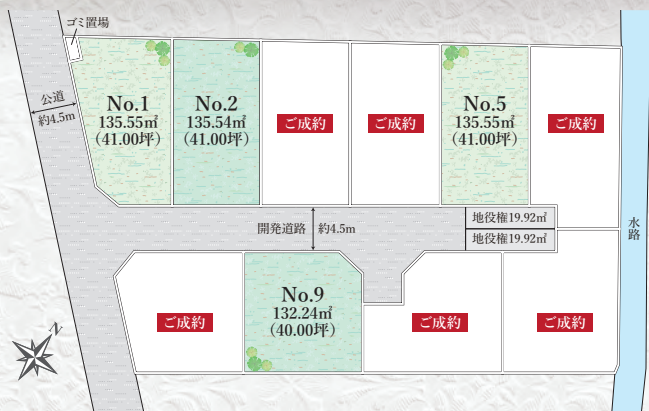 ゴミ置場
公道
約4.5m
No.1
135.55㎡
(41.00坪)
No.2
135.54㎡
(41.00坪)
ご成約
ご成約
No.5
135.55㎡
(41.00坪)
ご成約
開発道路
約4.5m
地役権19.92㎡
地役権19.92㎡
水路
ご成約
No.9
132.24㎡
(40.00坪)
ご成約
ご成約
N